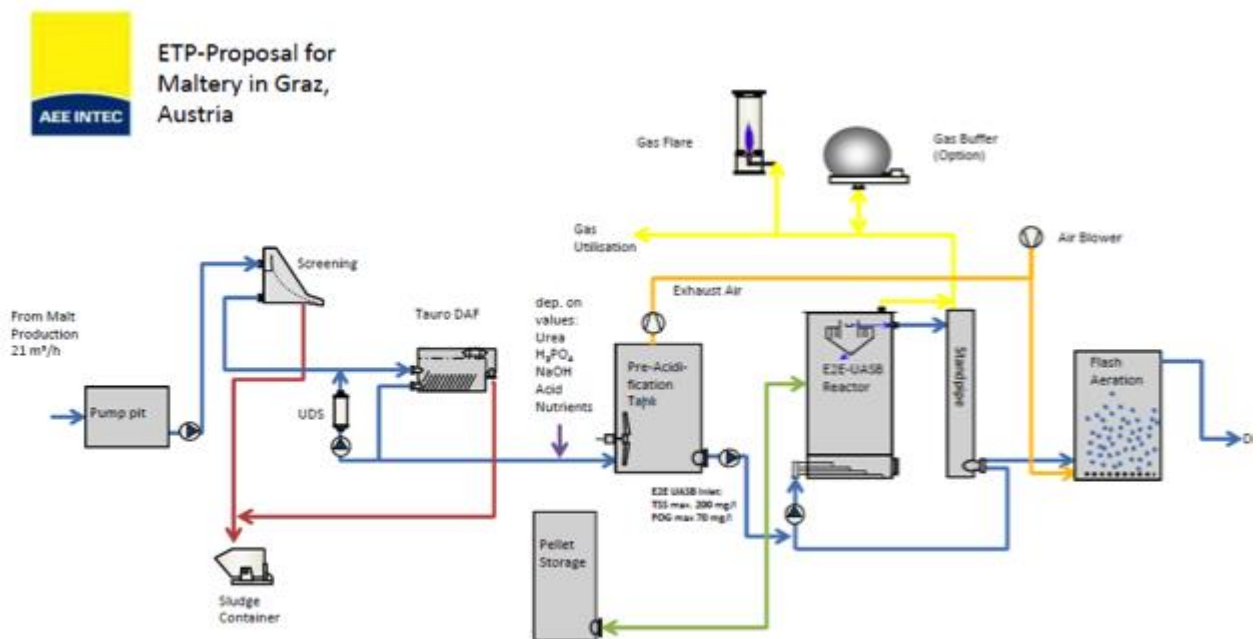 ETP-Proposal for
Maltery in Graz,
Austria
AEE INTEC
Gas Flare
Gas Buffer
(Option)
Gas
Utilisation
Air Blower
Screening
Exhaust Air
From Malt
Production
21 m³/h
Tauro DAF
dep. on
values:
Urea
H₃PO₄
NaOH
Acid
Nutrients
Pre-Acidi-
fication
Tank
E2E-UASB
Reactor
Standpipe
Flash
Aeration
Pump pit
UDS
E2E UASB Inlet:
TSS max. 200 mg/l
FOG max 70 mg/l
Pellet
Storage
Sludge
Container